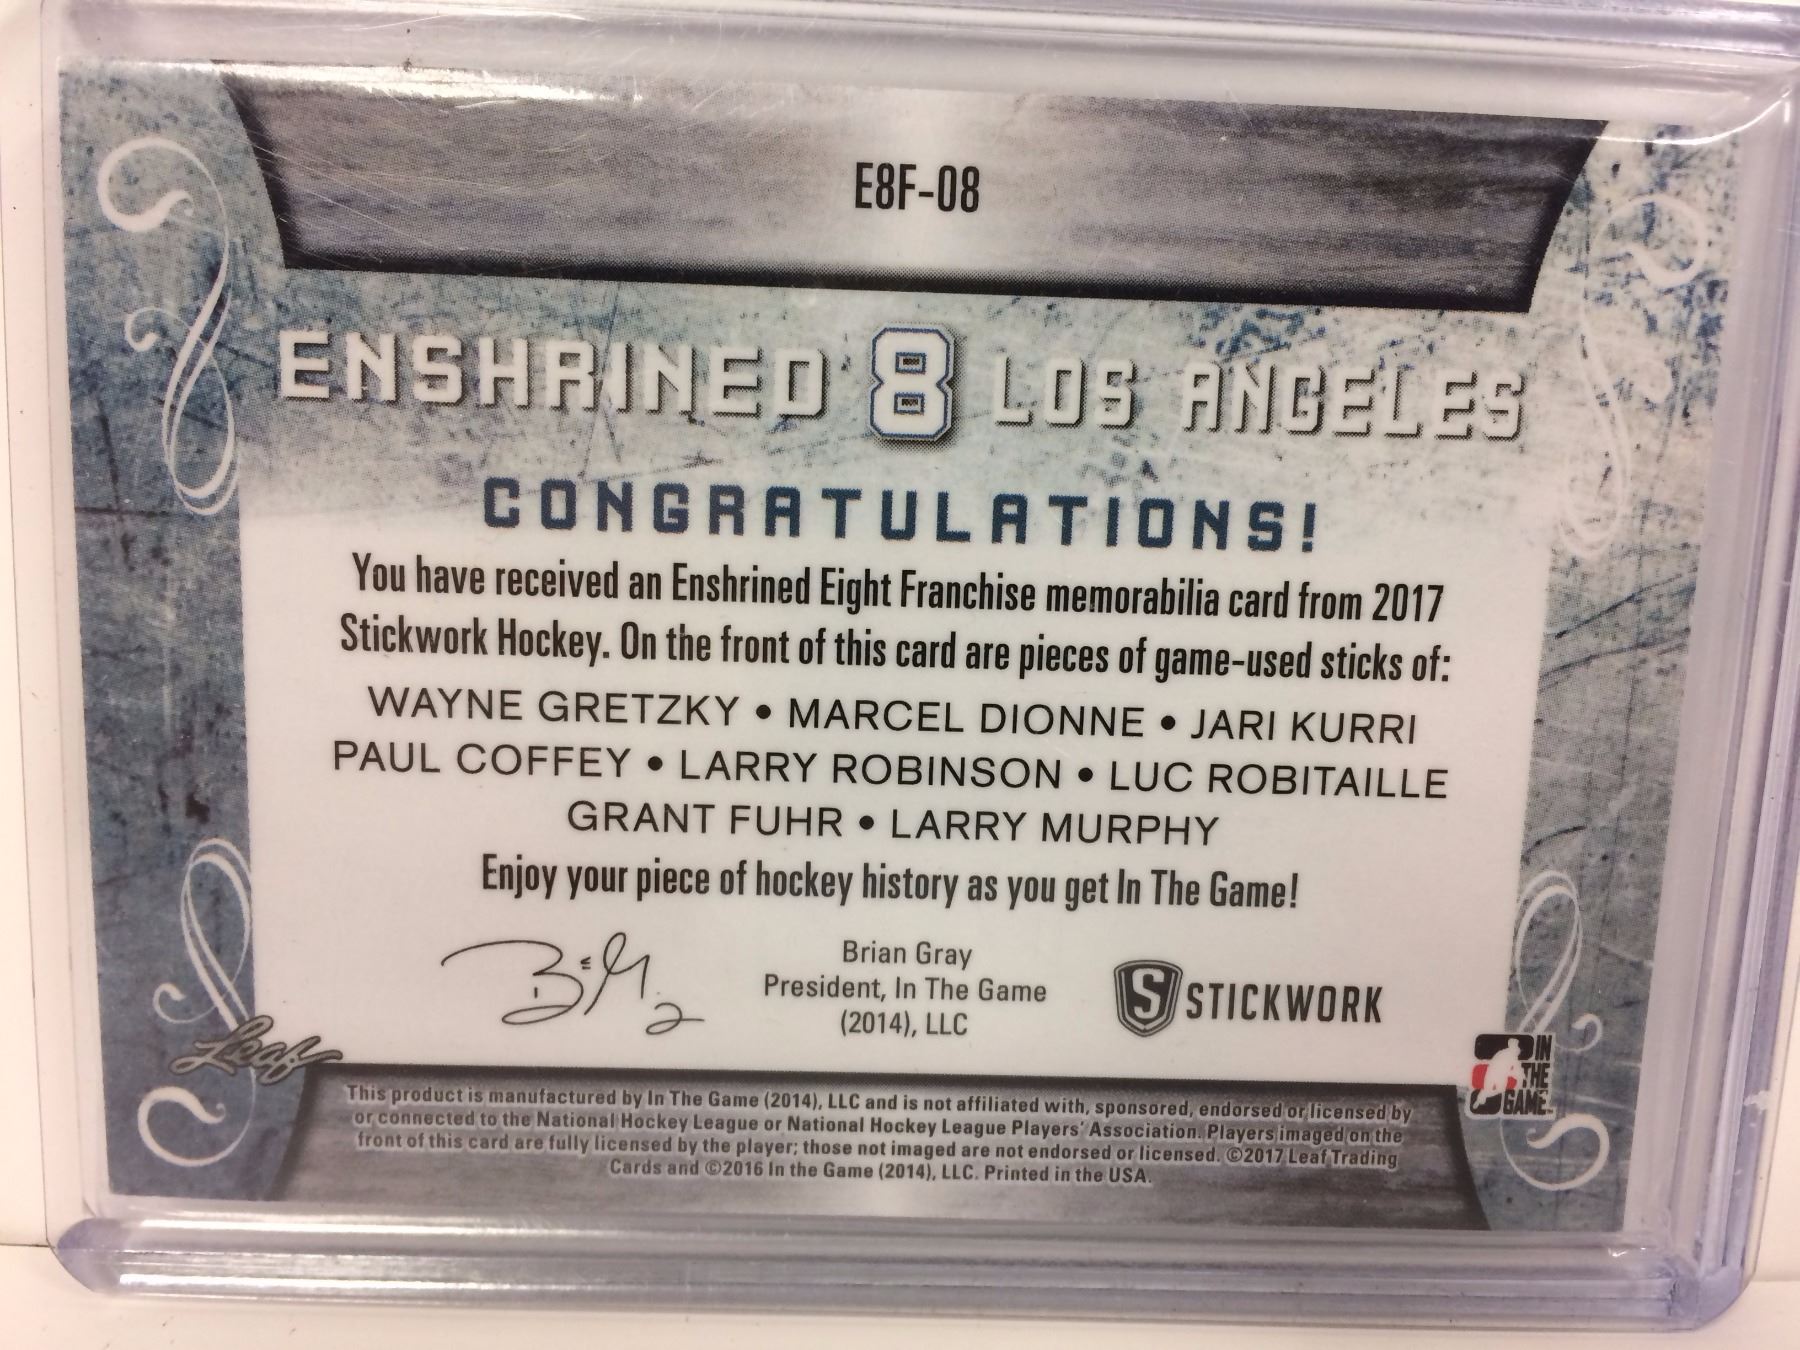 E8F-08
ENSHRINED 8 LOS ANGELES
CONGRATULATIONS!
You have received an Enshrined Eight Franchise memorabilia card from 2017
Stickwork Hockey. On the front of this card are pieces of game-used sticks of:
WAYNE GRETZKY • MARCEL DIONNE • JARI KURRI
PAUL COFFEY • LARRY ROBINSON • LUC ROBITAILLE
GRANT FUHR • LARRY MURPHY
Enjoy your piece of hockey history as you get In The Game!
Brian Gray
President, In The Game
(2014), LLC
S STICKWORK
Leaf
IN
THE
GAME
This product is manufactured by In The Game (2014), LLC and is not affiliated with, sponsored, endorsed or licensed by
or connected to the National Hockey League or National Hockey League Players' Association. Players imaged on the
front of this card are fully licensed by the player; those not imaged are not endorsed or licensed. ©2017 Leaf Trading
Cards and ©2016 In the Game (2014), LLC. Printed in the USA.